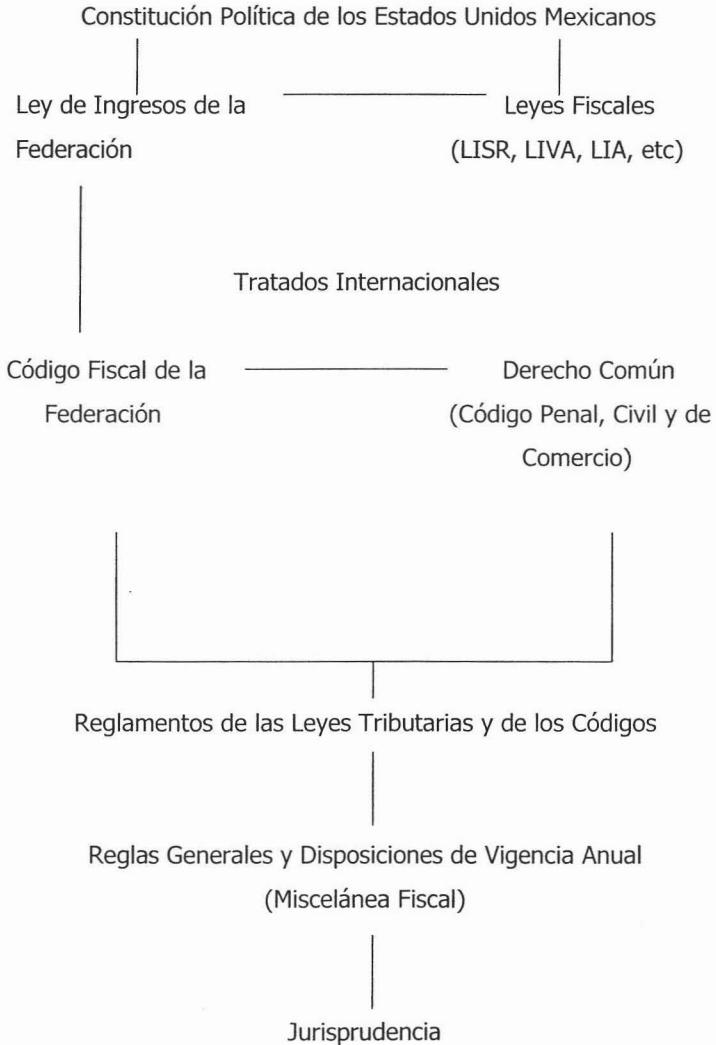 Constitución Política de los Estados Unidos Mexicanos
Ley de Ingresos de la
Federación
Leyes Fiscales
(LISR, LIVA, LIA, etc)
Tratados Internacionales
Código Fiscal de la
Federación
Derecho Común
(Código Penal, Civil y de
Comercio)
Reglamentos de las Leyes Tributarias y de los Códigos
Reglas Generales y Disposiciones de Vigencia Anual
(Miscelánea Fiscal)
Jurisprudencia